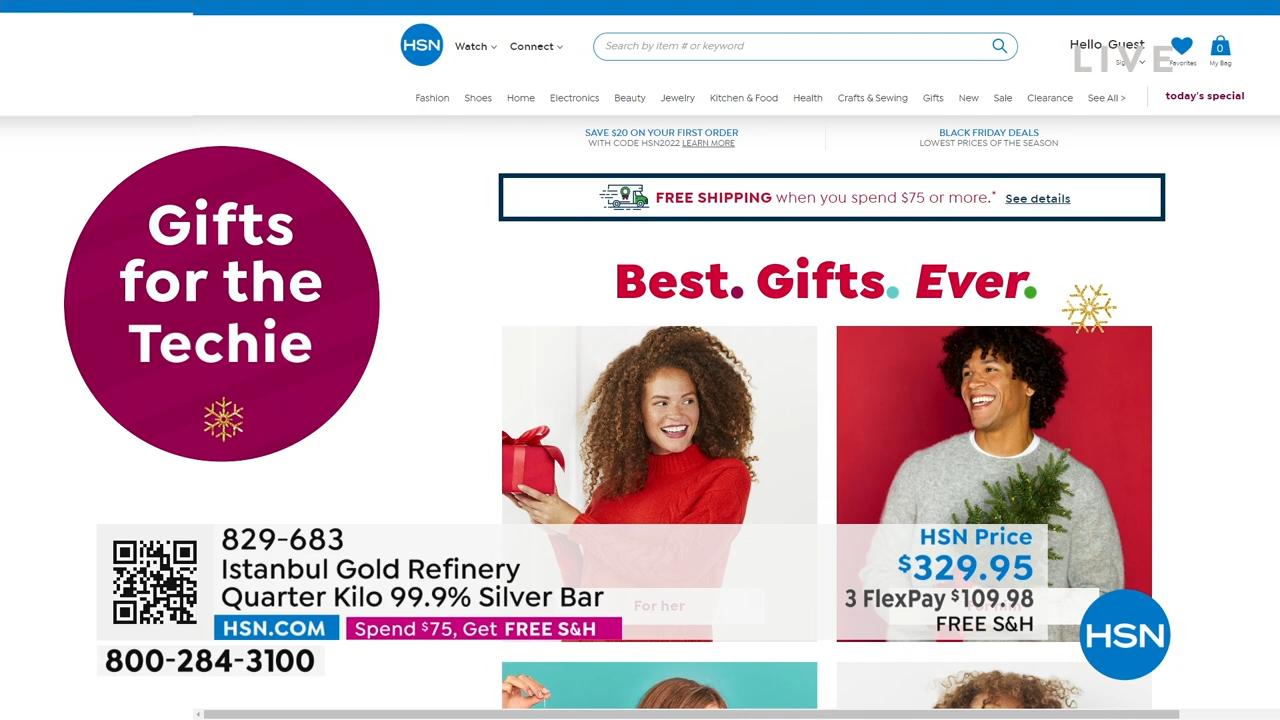 HSN
Watch
Connect
Search by item # or keyword
Hello, Guest
LIVE
Favorites
0
My Bag
Fashion Shoes Home Electronics Beauty Jewelry Kitchen & Food Health Crafts & Sewing Gifts New Sale Clearance See All > today's special
SAVE $20 ON YOUR FIRST ORDER
WITH CODE HSN2022 LEARN MORE
BLACK FRIDAY DEALS
LOWEST PRICES OF THE SEASON
FREE SHIPPING when you spend $75 or more.* See details
Gifts
for the
Techie
Best. Gifts. Ever.
829-683
Istanbul Gold Refinery
Quarter Kilo 99.9% Silver Bar
HSN.COM
Spend $75, Get FREE S&H
800-284-3100
For her
HSN Price
$329.95
3 FlexPay $109.98
FREE S&H
HSN